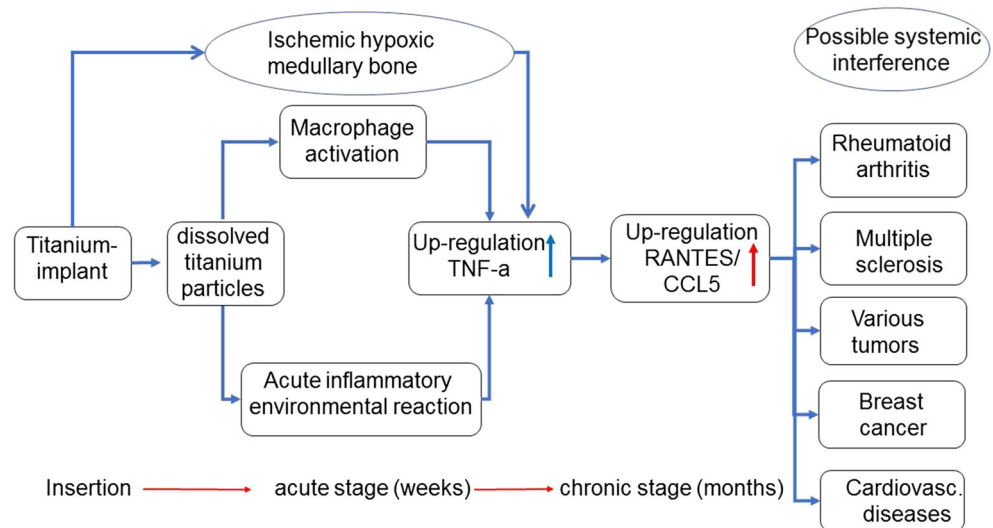 Ischemic hypoxic
medullary bone
Possible systemic
interference
Macrophage
activation
Titanium-
implant
dissolved
titanium
particles
Up-regulation
TNF-a
Up-regulation
RANTES/
CCL5
Acute inflammatory
environmental reaction
Rheumatoid
arthritis
Multiple
sclerosis
Various
tumors
Breast
cancer
Cardiovasc.
diseases
Insertion
acute stage (weeks)
chronic stage (months)